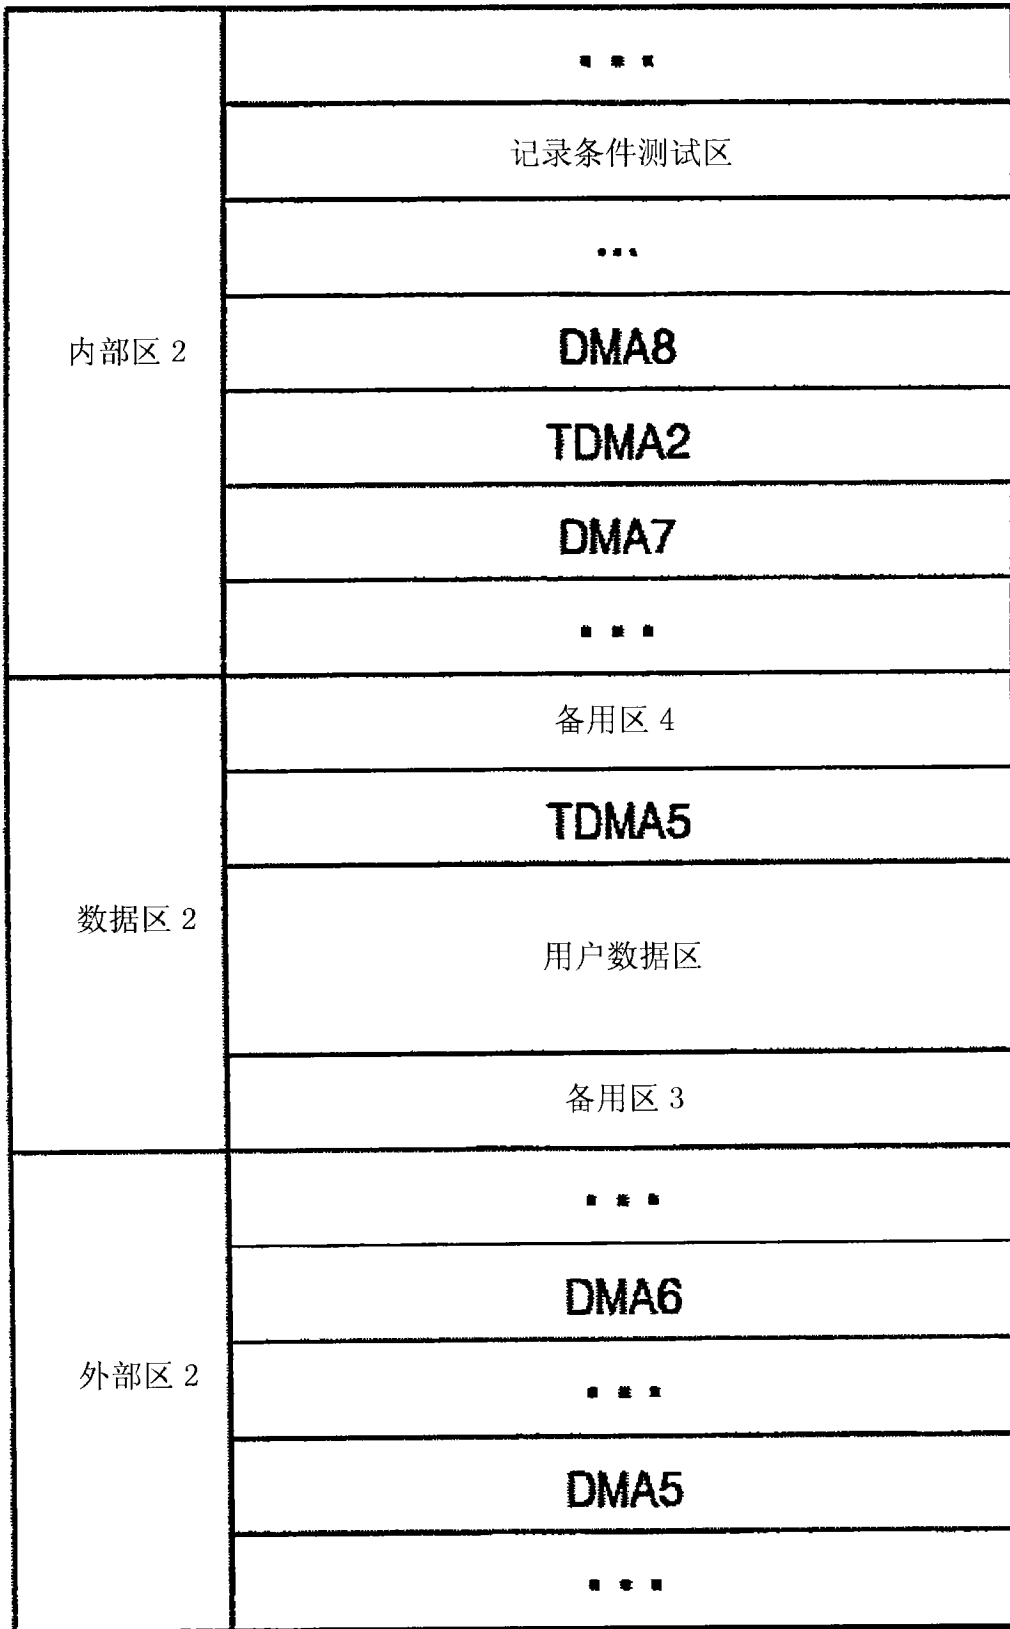 ...
记录条件测试区
...
内部区 2
DMA8
TDMA2
DMA7
...
备用区 4
TDMA5
数据区 2
用户数据区
备用区 3
...
DMA6
外部区 2
...
DMA5
...